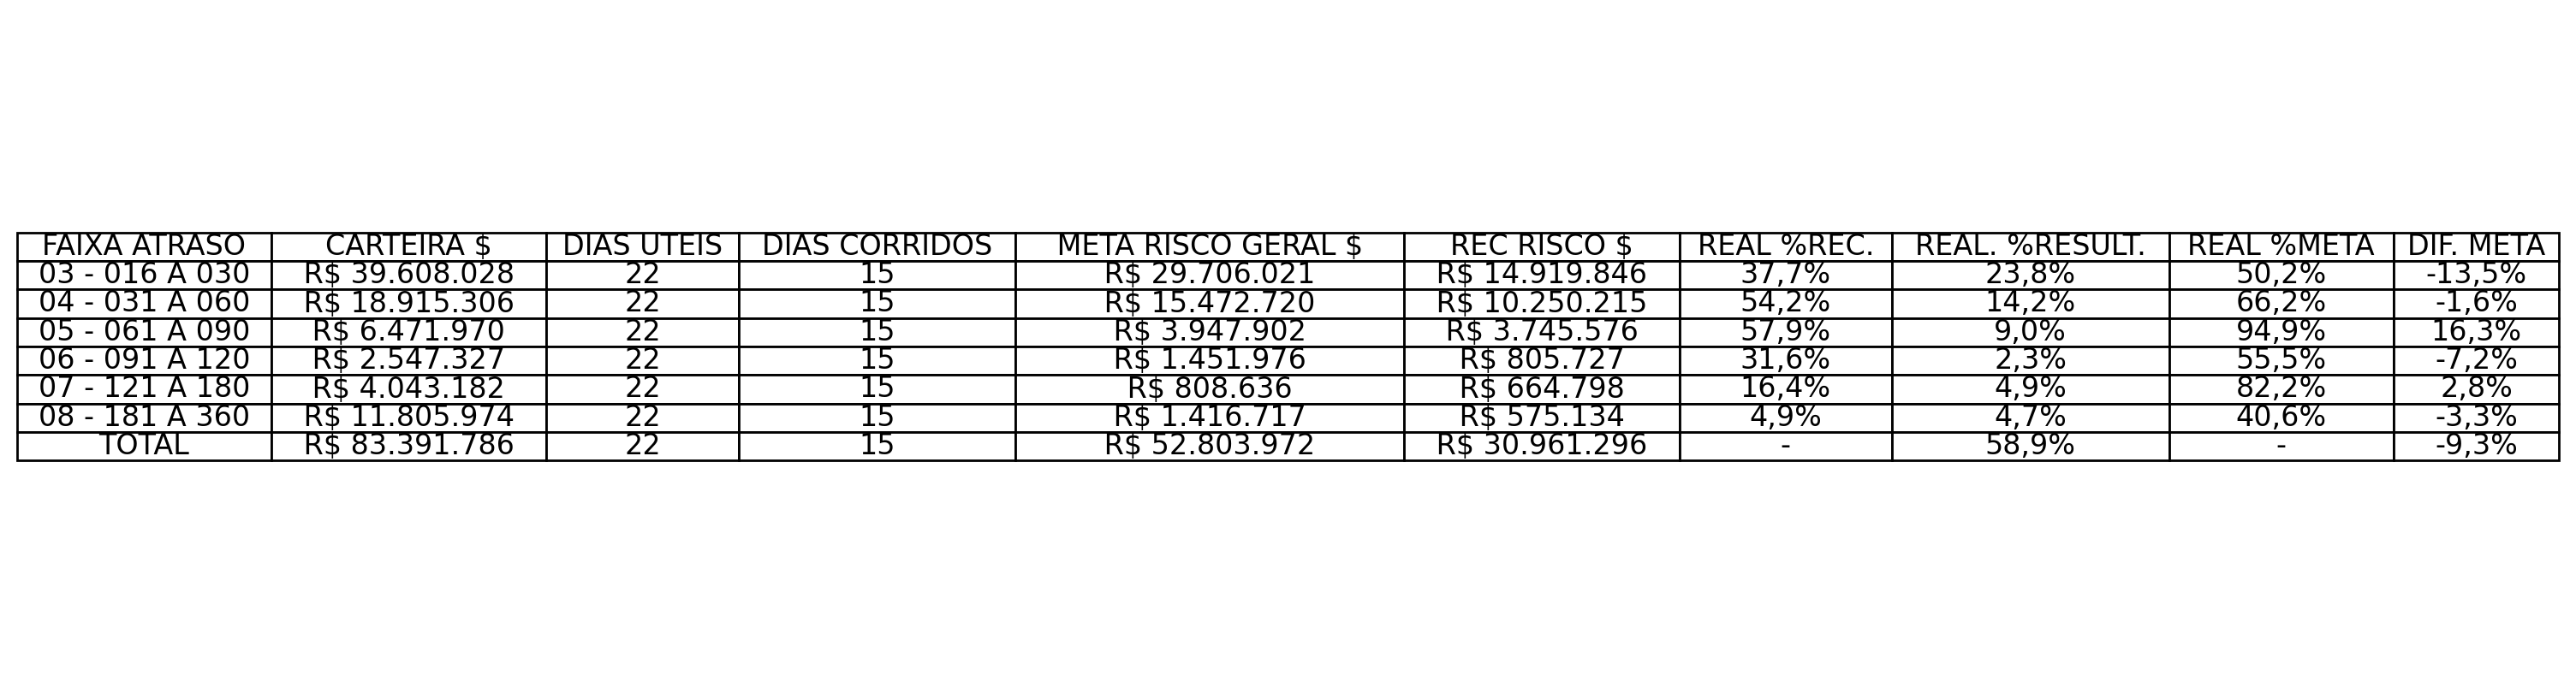 FAIXA ATRASO CARTEIRA $ DIAS UTEIS DIAS CORRIDOS META RISCO GERAL $ REC RISCO $ REAL %REC. REAL. %RESULT. REAL %META DIF. META
03 - 016 A 030 R$ 39.608.028 22 15 R$ 29.706.021 R$ 14.919.846 37,7% 23,8% 50,2% -13,5%
04 - 031 A 060 R$ 18.915.306 22 15 R$ 15.472.720 R$ 10.250.215 54,2% 14,2% 66,2% -1,6%
05 - 061 A 090 R$ 6.471.970 22 15 R$ 3.947.902 R$ 3.745.576 57,9% 9,0% 94,9% 16,3%
06 - 091 A 120 R$ 2.547.327 22 15 R$ 1.451.976 R$ 805.727 31,6% 2,3% 55,5% -7,2%
07 - 121 A 180 R$ 4.043.182 22 15 R$ 808.636 R$ 664.798 16,4% 4,9% 82,2% 2,8%
08 - 181 A 360 R$ 11.805.974 22 15 R$ 1.416.717 R$ 575.134 4,9% 4,7% 40,6% -3,3%
TOTAL R$ 83.391.786 22 15 R$ 52.803.972 R$ 30.961.296 - 58,9% - -9,3%